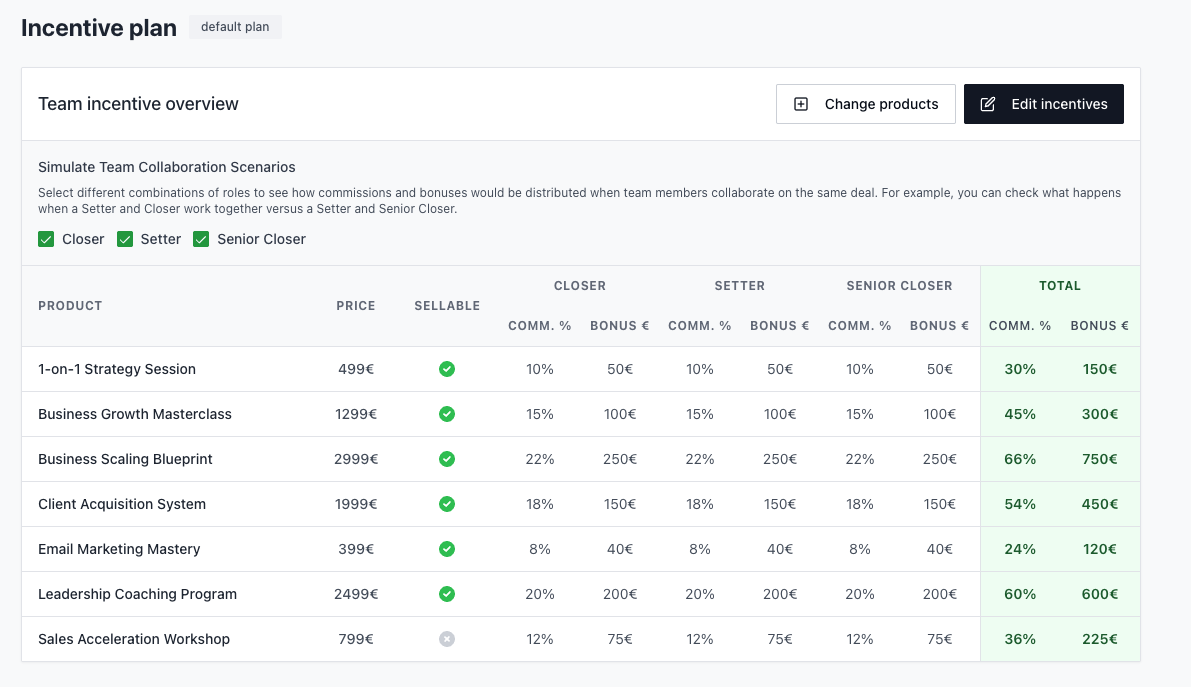 Incentive plan default plan
Team incentive overview Change products Edit incentives
Simulate Team Collaboration Scenarios
Select different combinations of roles to see how commissions and bonuses would be distributed when team members collaborate on the same deal. For example, you can check what happens
when a Setter and Closer work together versus a Setter and Senior Closer.
Closer Setter Senior Closer
PRODUCT PRICE SELLABLE CLOSER SETTER SENIOR CLOSER TOTAL
COMM. % BONUS € COMM. % BONUS € COMM. % BONUS € COMM. % BONUS €
1-on-1 Strategy Session 499€ 10% 50€ 10% 50€ 10% 50€ 30% 150€
Business Growth Masterclass 1299€ 15% 100€ 15% 100€ 15% 100€ 45% 300€
Business Scaling Blueprint 2999€ 22% 250€ 22% 250€ 22% 250€ 66% 750€
Client Acquisition System 1999€ 18% 150€ 18% 150€ 18% 150€ 54% 450€
Email Marketing Mastery 399€ 8% 40€ 8% 40€ 8% 40€ 24% 120€
Leadership Coaching Program 2499€ 20% 200€ 20% 200€ 20% 200€ 60% 600€
Sales Acceleration Workshop 799€ 12% 75€ 12% 75€ 12% 75€ 36% 225€